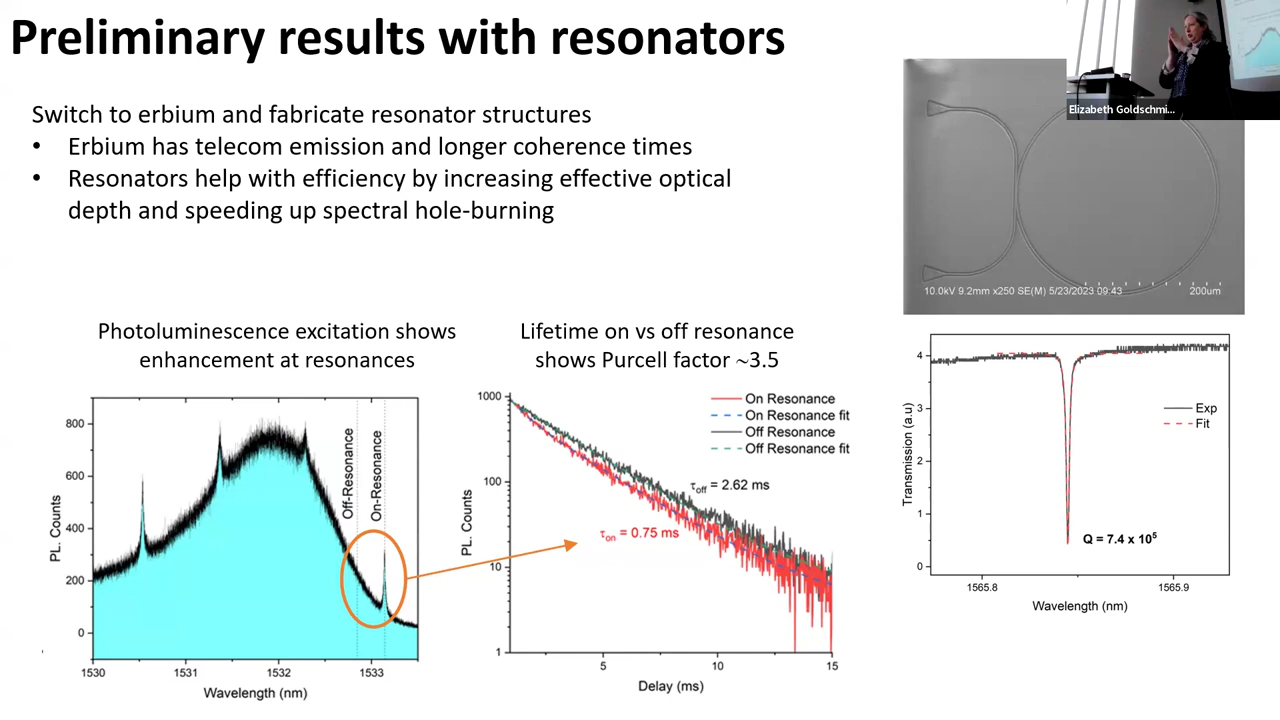 Preliminary results with resonators
Elizabeth Goldschmi...
Switch to erbium and fabricate resonator structures
• Erbium has telecom emission and longer coherence times
• Resonators help with efficiency by increasing effective optical
depth and speeding up spectral hole-burning
10.0kV 9.2mm x250 SE(M) 5/23/2023 09:43
200um
Photoluminescence excitation shows
enhancement at resonances
800
600
400
200
0
PL. Counts
Off-Resonance
On-Resonance
1530
1531
1532
1533
Wavelength (nm)
Lifetime on vs off resonance
shows Purcell factor ~3.5
1000
100
10
1
PL. Counts
On Resonance
On Resonance fit
Off Resonance
Off Resonance fit
τoff = 2.62 ms
τon = 0.75 ms
5
10
15
Delay (ms)
4
3
2
1
0
Transmission (a.u)
Exp
Fit
Q = 7.4 x 10⁵
1565.8
1565.9
Wavelength (nm)